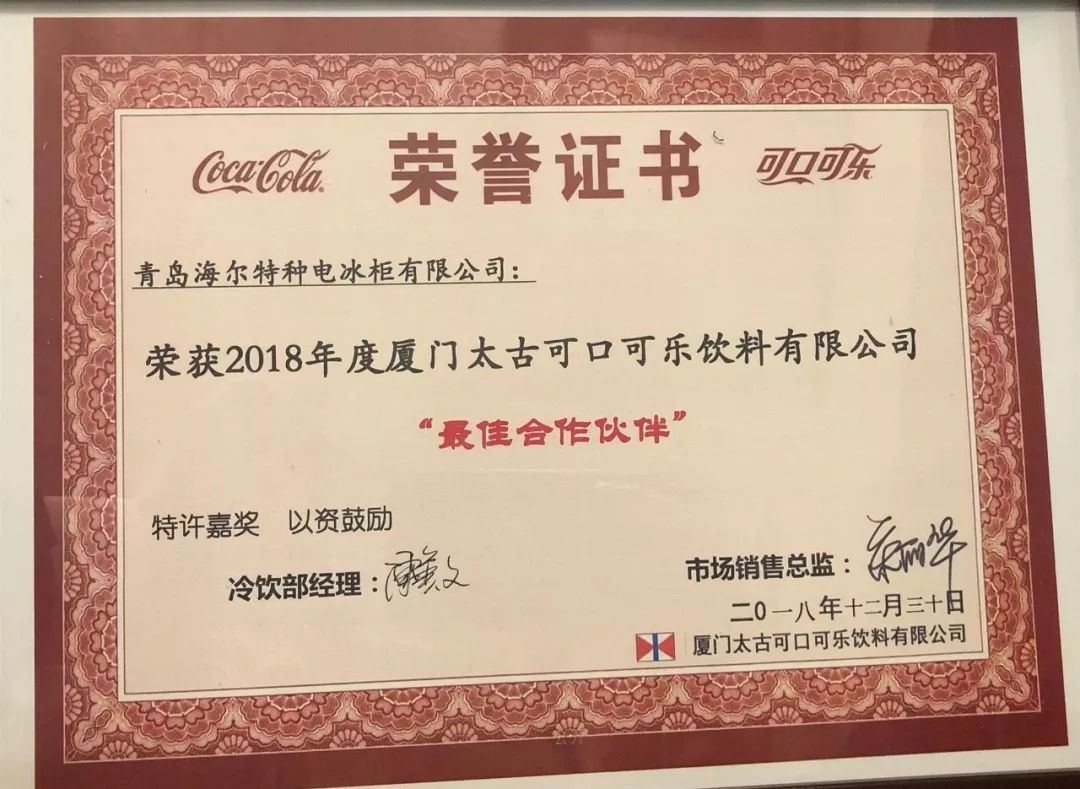 Coca-Cola 荣誉证书 可口可乐
青岛海尔特种电冰柜有限公司：
荣获2018年度厦门太古可口可乐饮料有限公司
“最佳合作伙伴”
特许嘉奖 以资鼓励
冷饮部经理：
市场销售总监：
二0一八年十二月三十日
厦门太古可口可乐饮料有限公司